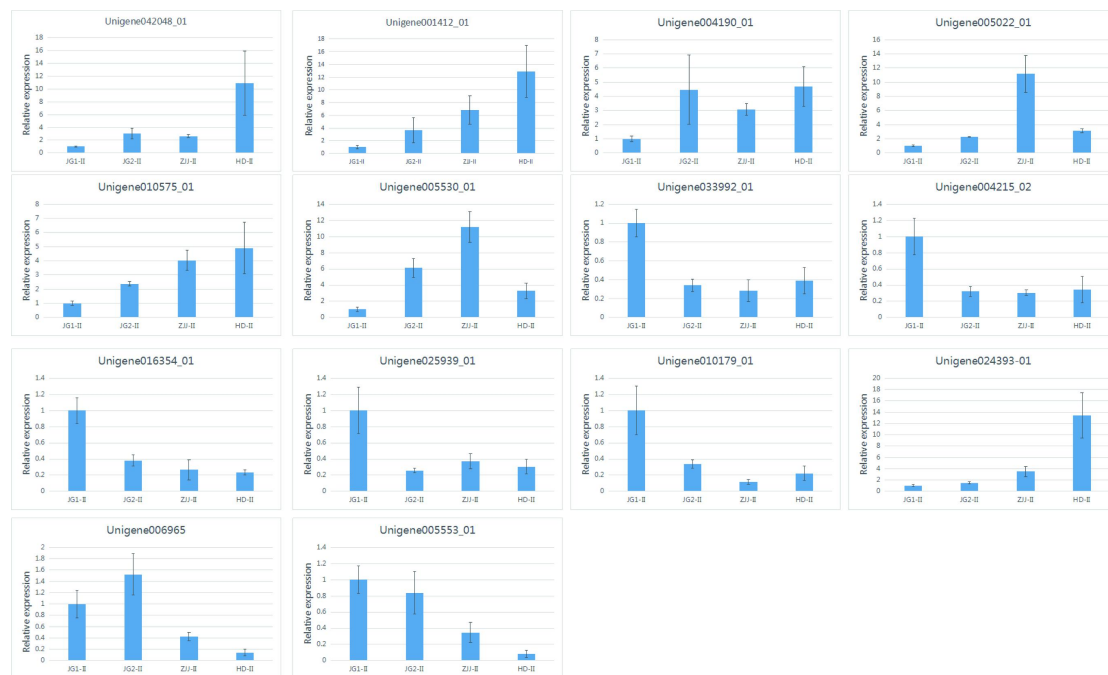 Unigene042048_01
Relative expression
18
16
14
12
10
8
6
4
2
0
JG1-II JG2-II ZJJ-II HD-II
Unigene001412_01
Relative expression
18
16
14
12
10
8
6
4
2
0
JG1-II JG2-II ZJJ-II HD-II
Unigene004190_01
Relative expression
8
7
6
5
4
3
2
1
0
JG1-II JG2-II ZJJ-II HD-II
Unigene005022_01
Relative expression
16
14
12
10
8
6
4
2
0
JG1-II JG2-II ZJJ-II HD-II
Unigene010575_01
Relative expression
8
7
6
5
4
3
2
1
0
JG1-II JG2-II ZJJ-II HD-II
Unigene005530_01
Relative expression
14
12
10
8
6
4
2
0
JG1-II JG2-II ZJJ-II HD-II
Unigene033992_01
Relative expression
1.2
1
0.8
0.6
0.4
0.2
0
JG1-II JG2-II ZJJ-II HD-II
Unigene004215_02
Relative expression
1.4
1.2
1
0.8
0.6
0.4
0.2
0
JG1-II JG2-II ZJJ-II HD-II
Unigene016354_01
Relative expression
1.4
1.2
1
0.8
0.6
0.4
0.2
0
JG1-II JG2-II ZJJ-II HD-II
Unigene025939_01
Relative expression
1.4
1.2
1
0.8
0.6
0.4
0.2
0
JG1-II JG2-II ZJJ-II HD-II
Unigene010179_01
Relative expression
1.4
1.2
1
0.8
0.6
0.4
0.2
0
JG1-II JG2-II ZJJ-II HD-II
Unigene024393-01
Relative expression
20
18
16
14
12
10
8
6
4
2
0
JG1-II JG2-II ZJJ-II HD-II
Unigene006965
Relative expression
2
1.8
1.6
1.4
1.2
1
0.8
0.6
0.4
0.2
0
JG1-II JG2-II ZJJ-II HD-II
Unigene005553_01
Relative expression
1.4
1.2
1
0.8
0.6
0.4
0.2
0
JG1-II JG2-II ZJJ-II HD-II